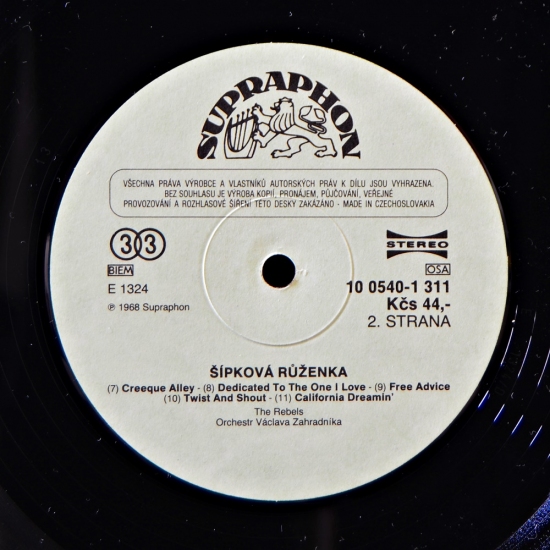 SUPRAPHON
VŠECHNA PRÁVA VÝROBCE A VLASTNÍKŮ AUTORSKÝCH PRÁV K DÍLU JSOU VYHRAZENA.
BEZ SOUHLASU JE VÝROBA KOPIÍ, PRONÁJEM, PŮJČOVÁNÍ, VEŘEJNÉ
PROVOZOVÁNÍ A ROZHLASOVÉ ŠÍŘENÍ TÉTO DESKY ZAKÁZÁNO - MADE IN CZECHOSLOVAKIA
33
STEREO
BIEM
OSA
E 1324
10 0540-1 311
℗ 1968 Supraphon
Kčs 44,-
2. STRANA
ŠÍPKOVÁ RŮŽENKA
(7) Creeque Alley - (8) Dedicated To The One I Love - (9) Free Advice
(10) Twist And Shout - (11) California Dreamin'
The Rebels
Orchestr Václava Zahradníka